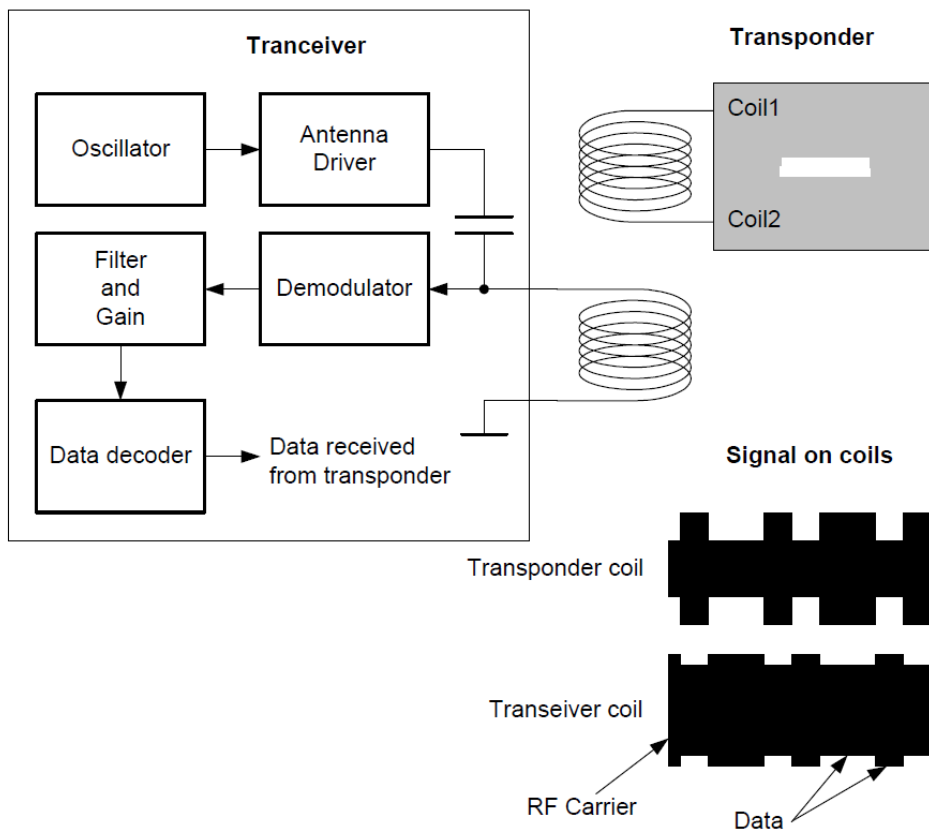 Tranceiver
Transponder
Oscillator
Antenna
Driver
Coil1
Coil2
Filter
and
Gain
Demodulator
Data decoder
Data received
from transponder
Signal on coils
Transponder coil
Transeiver coil
RF Carrier
Data